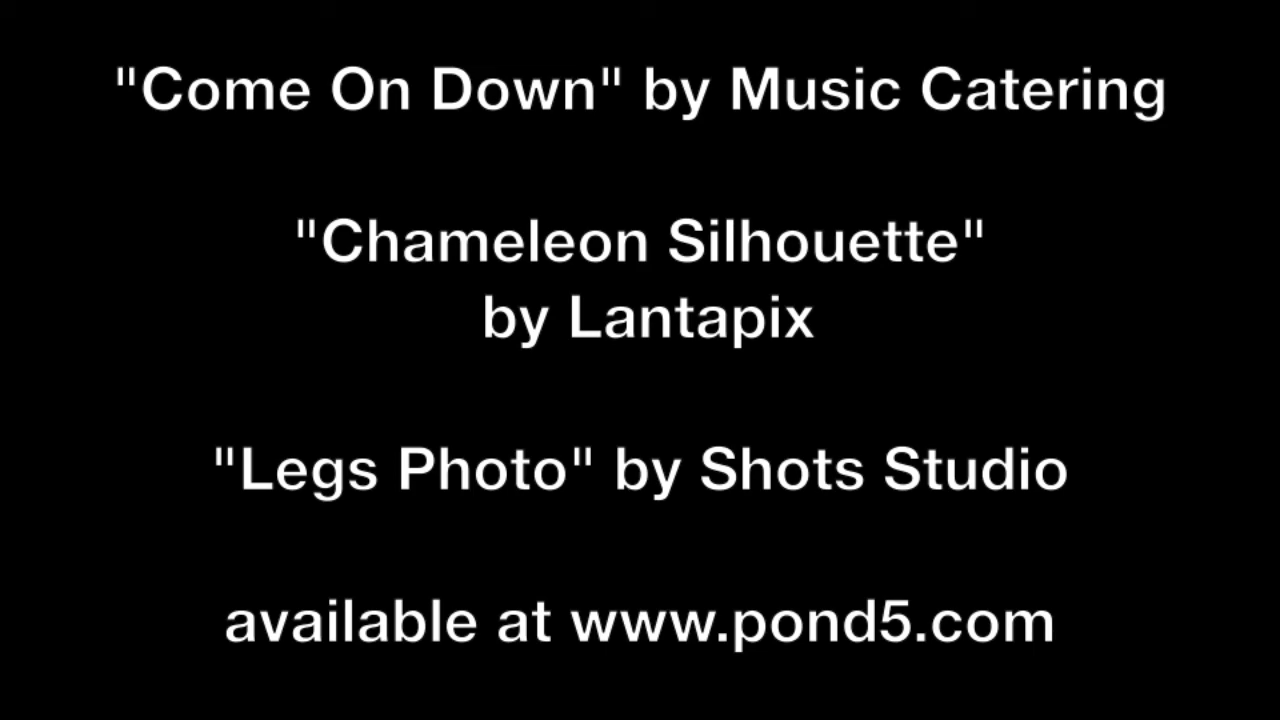 "Come On Down" by Music Catering
"Chameleon Silhouette"
by Lantapix
"Legs Photo" by Shots Studio
available at www.pond5.com